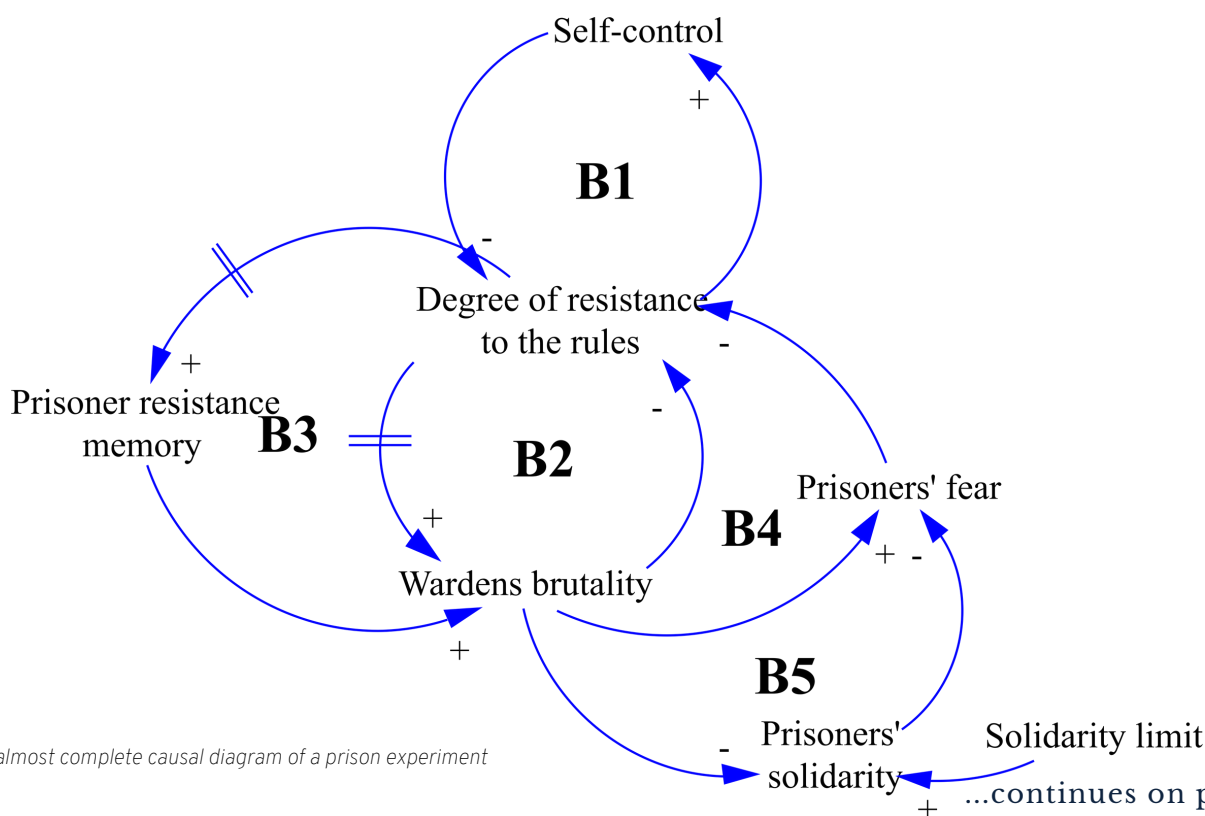 Self-control
+
B1
-
Degree of resistance
to the rules
-
+
Prisoner resistance
memory
B3
-
B2
Prisoners' fear
+
B4
+ -
Wardens brutality
+
B5
Prisoners'
solidarity
-
Solidarity limit
+
almost complete causal diagram of a prison experiment
...continues on p